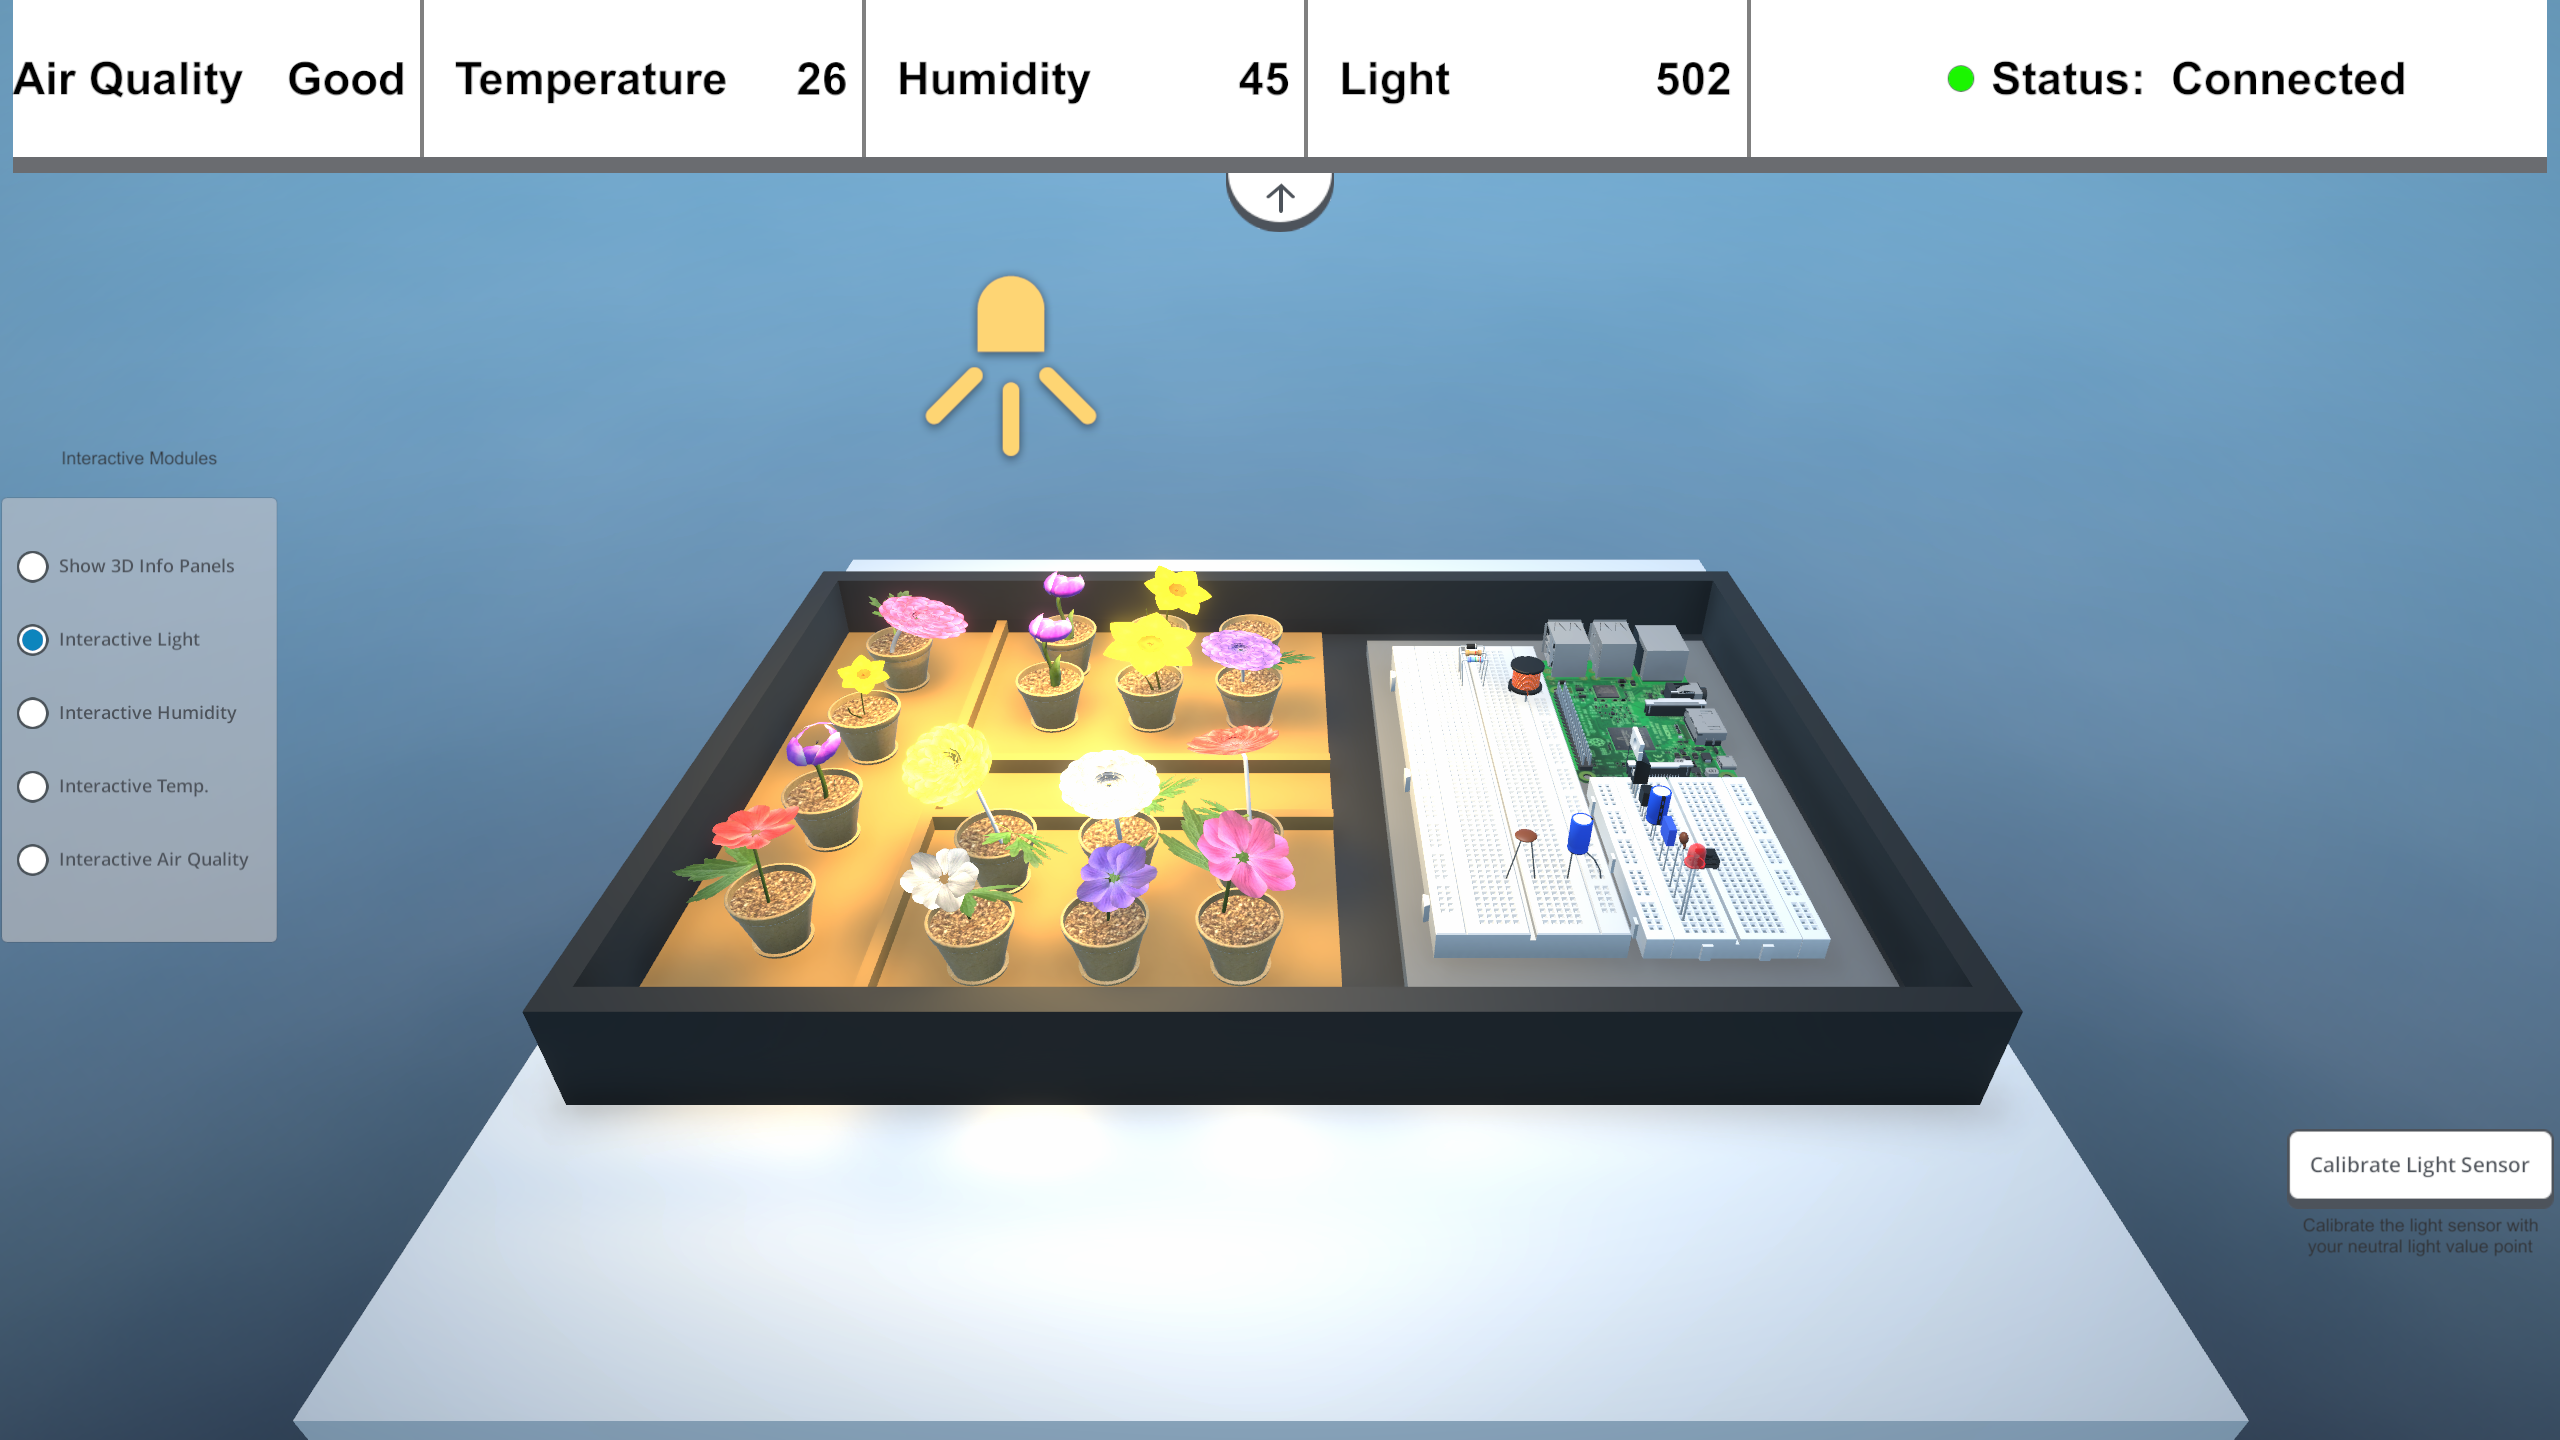 Air Quality Good Temperature 26 Humidity 45 Light 502 Status: Connected
Interactive Modules
Show 3D Info Panels
Interactive Light
Interactive Humidity
Interactive Temp.
Interactive Air Quality
Calibrate Light Sensor
Calibrate the light sensor with
your neutral light value point